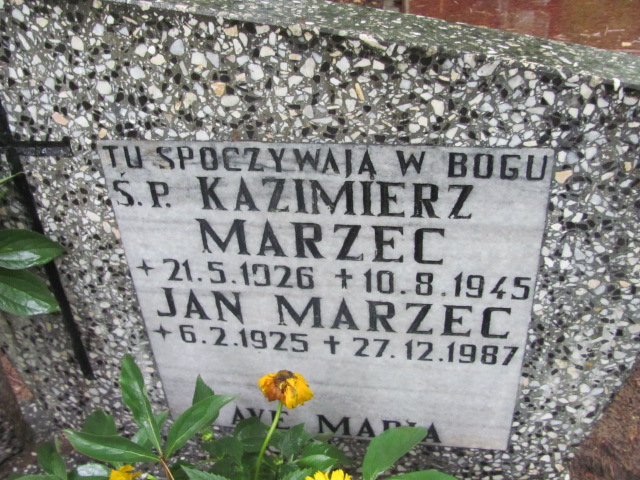 TU SPOCZYWAJĄ W BOGU
Ś.P. KAZIMIERZ
MARZEC
✦ 21.5.1926 ✝ 10.8.1945
JAN MARZEC
✦ 6.2.1925 ✝ 27.12.1987
AVE MARIA